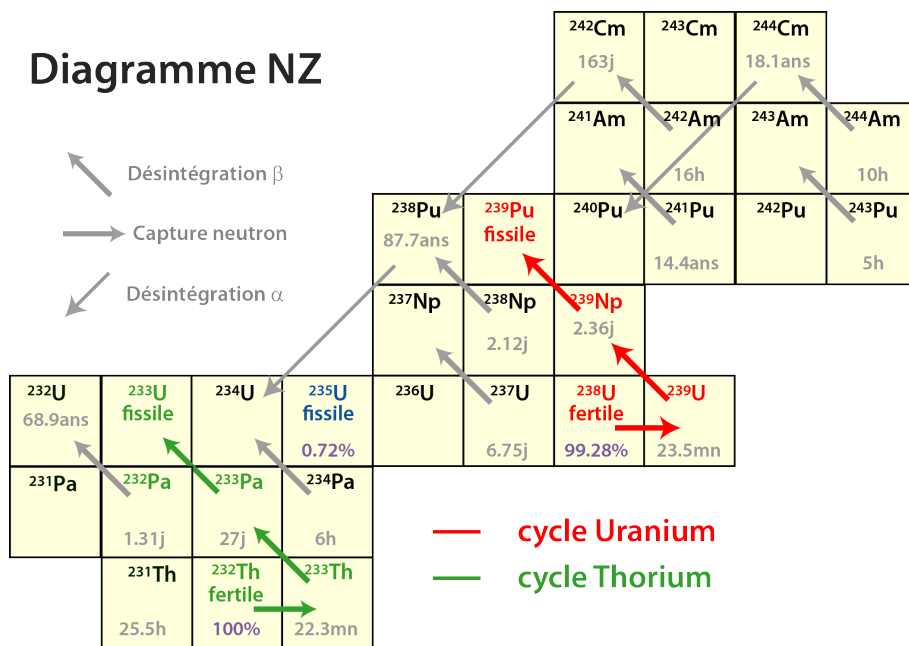 Diagramme NZ
Désintégration β
Capture neutron
Désintégration α
²⁴²Cm ²⁴³Cm ²⁴⁴Cm
163j 18.1ans
²⁴¹Am ²⁴²Am ²⁴³Am ²⁴⁴Am
16h 10h
²³⁸Pu ²³⁹Pu ²⁴⁰Pu ²⁴¹Pu ²⁴²Pu ²⁴³Pu
fissile
87.7ans 14.4ans 5h
²³⁷Np ²³⁸Np ²³⁹Np
2.12j 2.36j
²³²U ²³³U ²³⁴U ²³⁵U ²³⁶U ²³⁷U ²³⁸U ²³⁹U
fissile fissile fertile
68.9ans 0.72% 6.75j 99.28% 23.5mn
²³¹Pa ²³²Pa ²³³Pa ²³⁴Pa
1.31j 27j 6h
²³¹Th ²³²Th ²³³Th
fertile
25.5h 100% 22.3mn
cycle Uranium
cycle Thorium